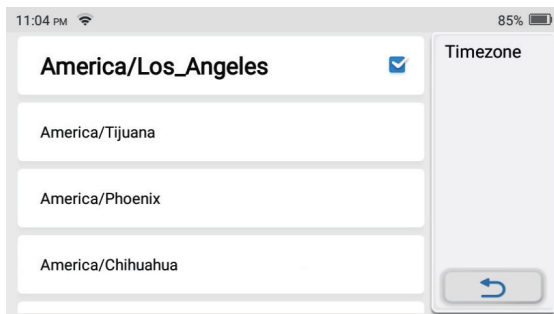 11:04 PM
85%
America/Los_Angeles
Timezone
America/Tijuana
America/Phoenix
America/Chihuahua